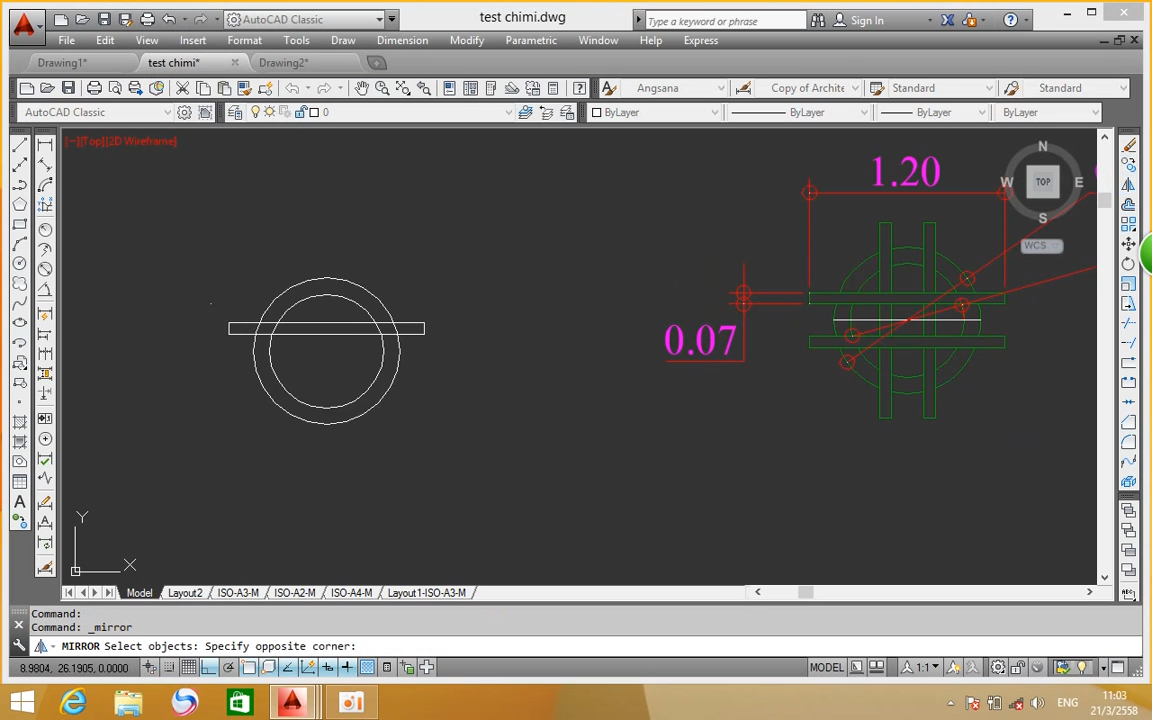 AutoCAD Classic
test chimi.dwg
Type a keyword or phrase
Sign In
File Edit View Insert Format Tools Draw Dimension Modify Parametric Window Help Express
Drawing1* test chimi* Drawing2*
Angsana Copy of Archite Standard Standard
AutoCAD Classic 0 ByLayer ByLayer ByLayer ByLayer
[−][Top][2D Wireframe]
1.20
N
W TOP E
S
WCS
0.07
Y
X
Model Layout2 ISO-A3-M ISO-A2-M ISO-A4-M Layout1-ISO-A3-M
Command:
Command: _mirror
MIRROR Select objects: Specify opposite corner:
8.9804, 26.1905, 0.0000 MODEL 1:1
ENG
11:03
21/3/2558